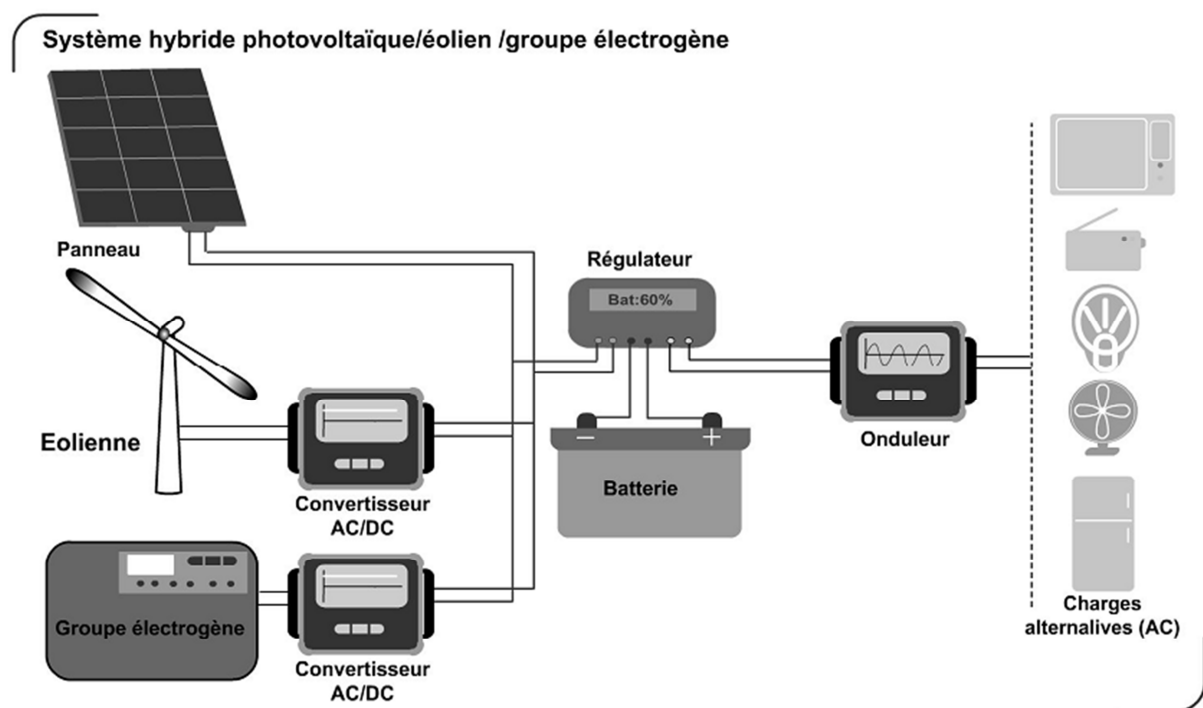 Système hybride photovoltaïque/éolien /groupe électrogène
Panneau
Régulateur
Bat:60%
Eolienne
Onduleur
Batterie
Convertisseur
AC/DC
Groupe électrogène
Convertisseur
AC/DC
Charges
alternalives (AC)